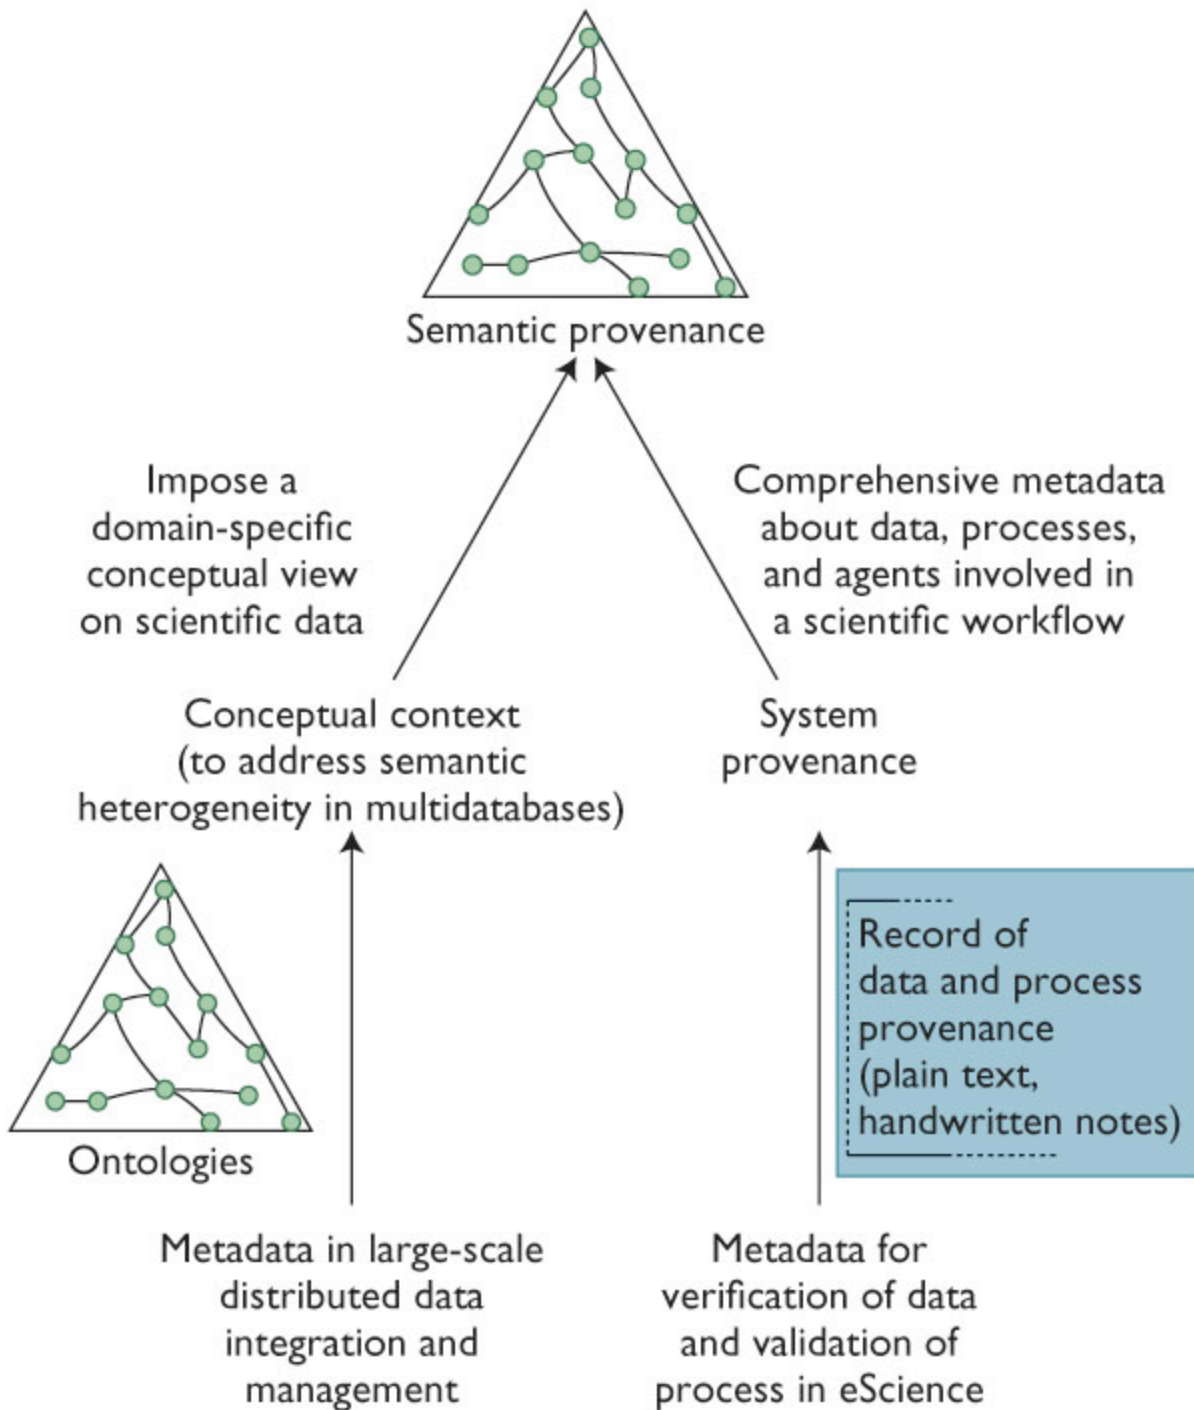 Semantic provenance
Impose a
domain-specific
conceptual view
on scientific data
Comprehensive metadata
about data, processes,
and agents involved in
a scientific workflow
Conceptual context
(to address semantic
heterogeneity in multidatabases)
System
provenance
Ontologies
Record of
data and process
provenance
(plain text,
handwritten notes)
Metadata in large-scale
distributed data
integration and
management
Metadata for
verification of data
and validation of
process in eScience